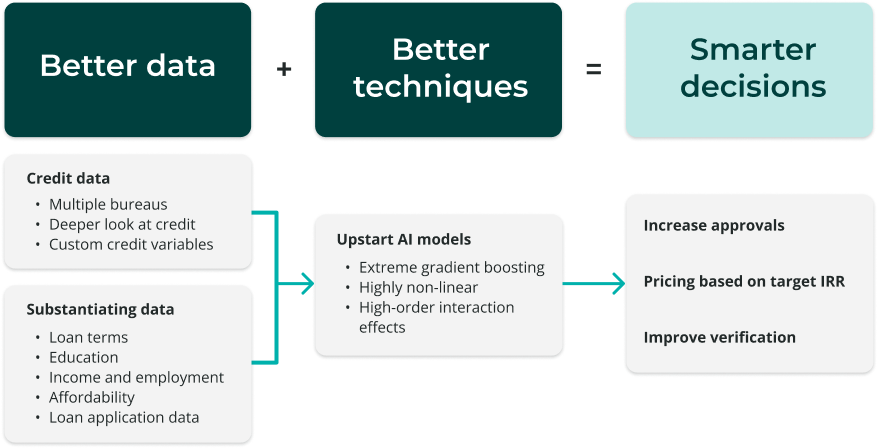 Better data
+
Better
techniques
=
Smarter
decisions
Credit data
• Multiple bureaus
• Deeper look at credit
• Custom credit variables
Substantiating data
• Loan terms
• Education
• Income and employment
• Affordability
• Loan application data
Upstart AI models
• Extreme gradient boosting
• Highly non-linear
• High-order interaction
effects
Increase approvals
Pricing based on target IRR
Improve verification